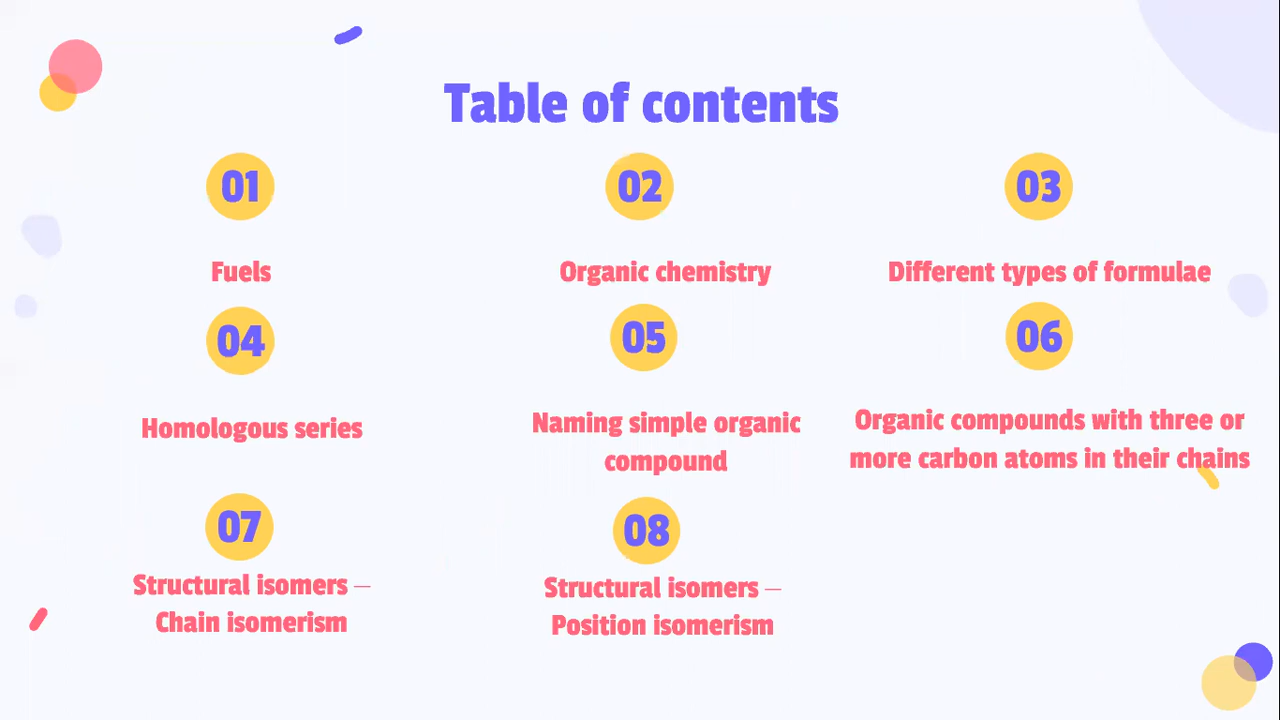 Table of contents
01
Fuels
02
Organic chemistry
03
Different types of formulae
04
Homologous series
05
Naming simple organic
compound
06
Organic compounds with three or
more carbon atoms in their chains
07
Structural isomers –
Chain isomerism
08
Structural isomers –
Position isomerism